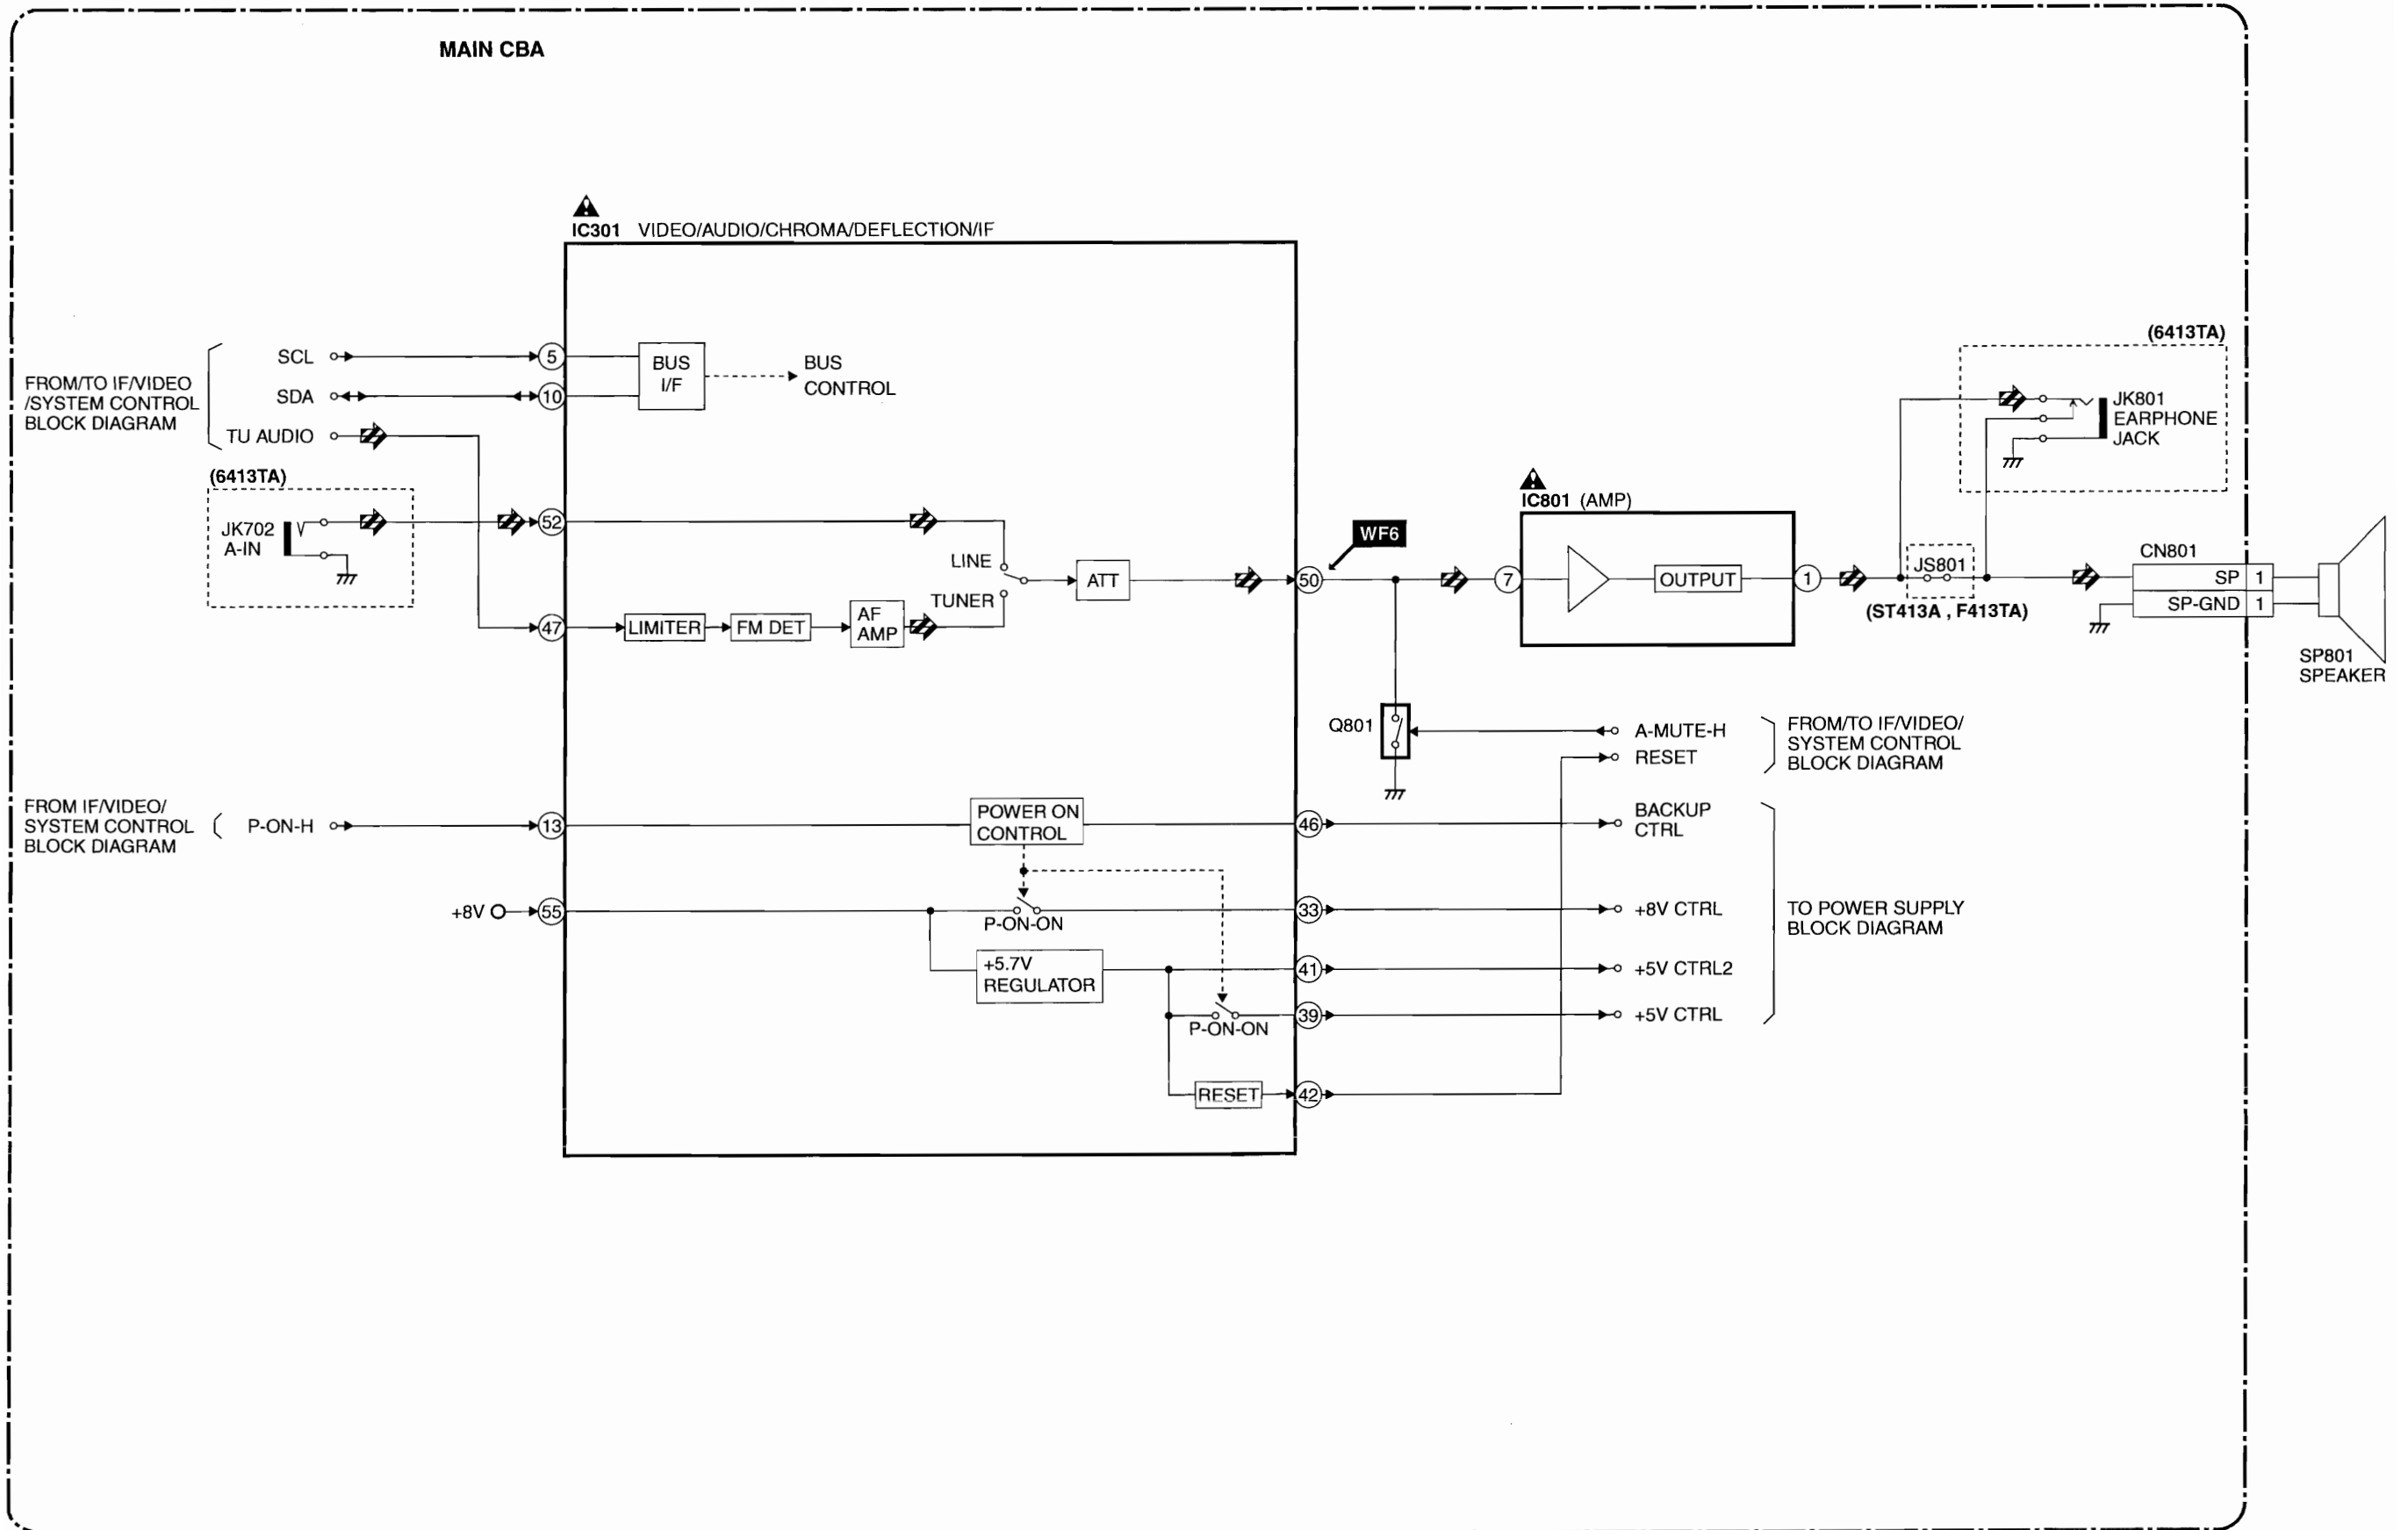 MAIN CBA
IC301 VIDEO/AUDIO/CHROMA/DEFLECTION/IF
FROM/TO IF/VIDEO
/SYSTEM CONTROL
BLOCK DIAGRAM
SCL
SDA
TU AUDIO
5
10
BUS
I/F
BUS
CONTROL
(6413TA)
JK702
A-IN
52
47
LINE
TUNER
LIMITER
FM DET
AF
AMP
ATT
50
WF6
IC801 (AMP)
7
OUTPUT
1
JS801
(ST413A , F413TA)
(6413TA)
JK801
EARPHONE
JACK
CN801
SP 1
SP-GND 1
SP801
SPEAKER
Q801
A-MUTE-H
RESET
FROM/TO IF/VIDEO/
SYSTEM CONTROL
BLOCK DIAGRAM
FROM IF/VIDEO/
SYSTEM CONTROL
BLOCK DIAGRAM
P-ON-H
13
POWER ON
CONTROL
46
BACKUP
CTRL
+8V
55
P-ON-ON
33
+8V CTRL
TO POWER SUPPLY
BLOCK DIAGRAM
+5.7V
REGULATOR
41
+5V CTRL2
P-ON-ON
39
+5V CTRL
RESET
42